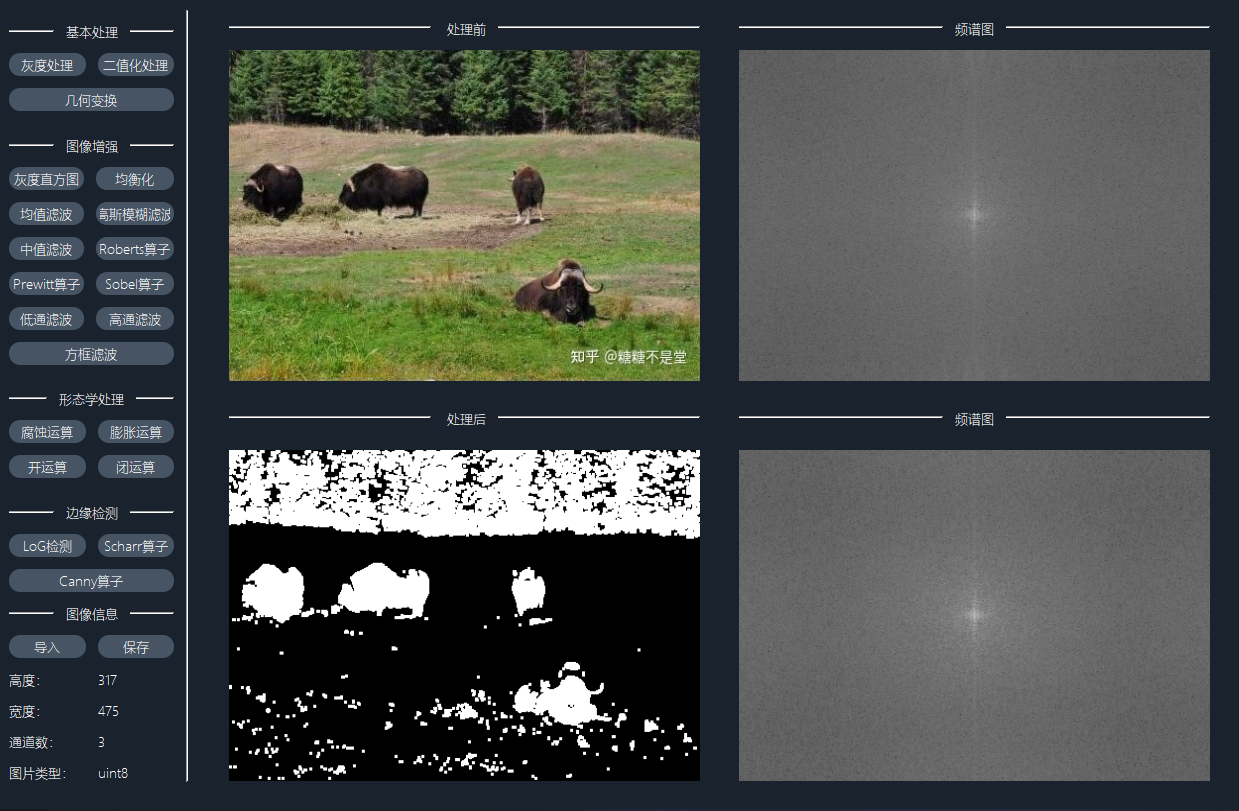 基本处理
灰度处理 二值化处理
几何变换
图像增强
灰度直方图 均衡化
均值滤波 高斯模糊滤波
中值滤波 Roberts算子
Prewitt算子 Sobel算子
低通滤波 高通滤波
方框滤波
形态学处理
腐蚀运算 膨胀运算
开运算 闭运算
边缘检测
LoG检测 Scharr算子
Canny算子
图像信息
导入 保存
高度： 317
宽度： 475
通道数： 3
图片类型： uint8
处理前 频谱图
知乎 @糖糖不是堂
处理后 频谱图